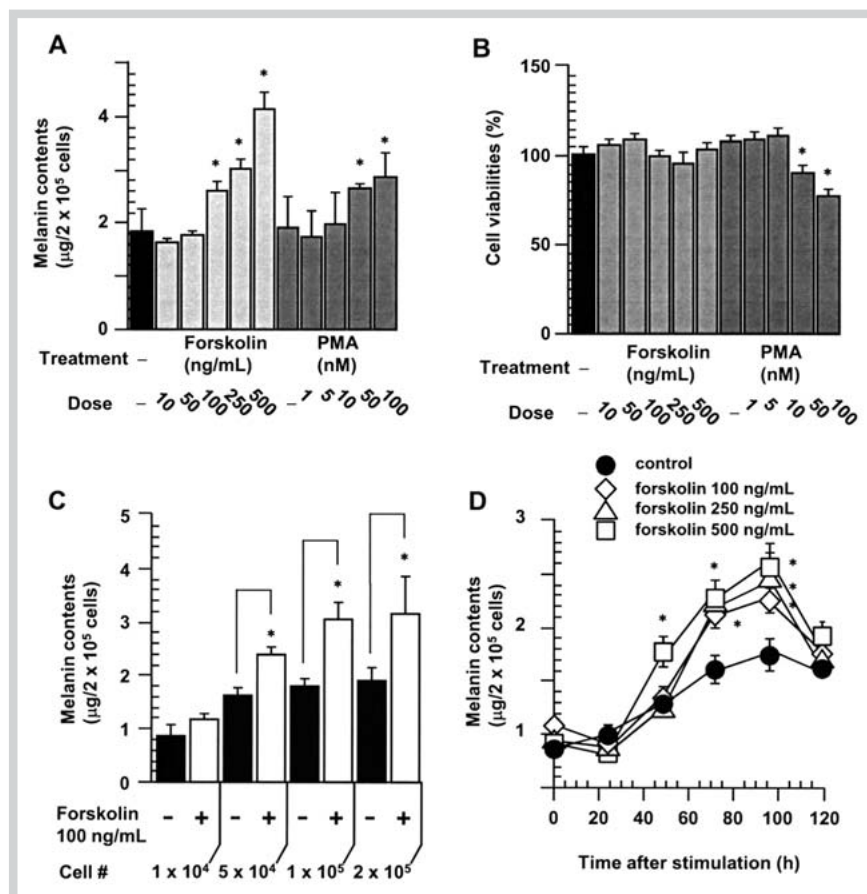 A
Melanin contents
(µg/2 x 10⁵ cells)
4
2
0
* * * * *
Treatment – Forskolin (ng/mL) PMA (nM)
Dose – 10 50 100 250 500 – 1 5 10 50 100
B
Cell viabilities (%)
150
100
50
0
* *
Treatment – Forskolin (ng/mL) PMA (nM)
Dose – 10 50 100 250 500 – 1 5 10 50 100
C
Melanin contents
(µg/2 x 10⁵ cells)
5
4
3
2
1
0
* * *
Forskolin
100 ng/mL
– + – + – + – +
Cell # 1 x 10⁴ 5 x 10⁴ 1 x 10⁵ 2 x 10⁵
D
control
forskolin 100 ng/mL
forskolin 250 ng/mL
forskolin 500 ng/mL
Melanin contents
(µg/2 x 10⁵ cells)
3
2
1
* * * * * *
0 20 40 60 80 100 120
Time after stimulation (h)